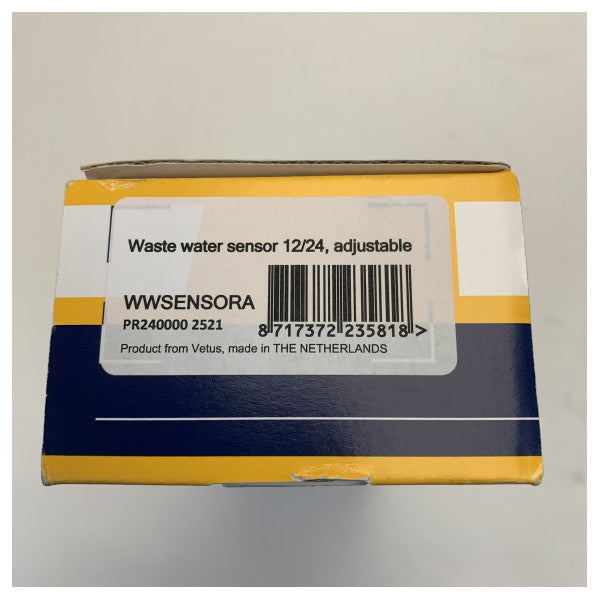 Waste water sensor 12/24, adjustable
WWSENSORA
PR240000 2521
8 717372 235818 >
Product from Vetus, made in THE NETHERLANDS